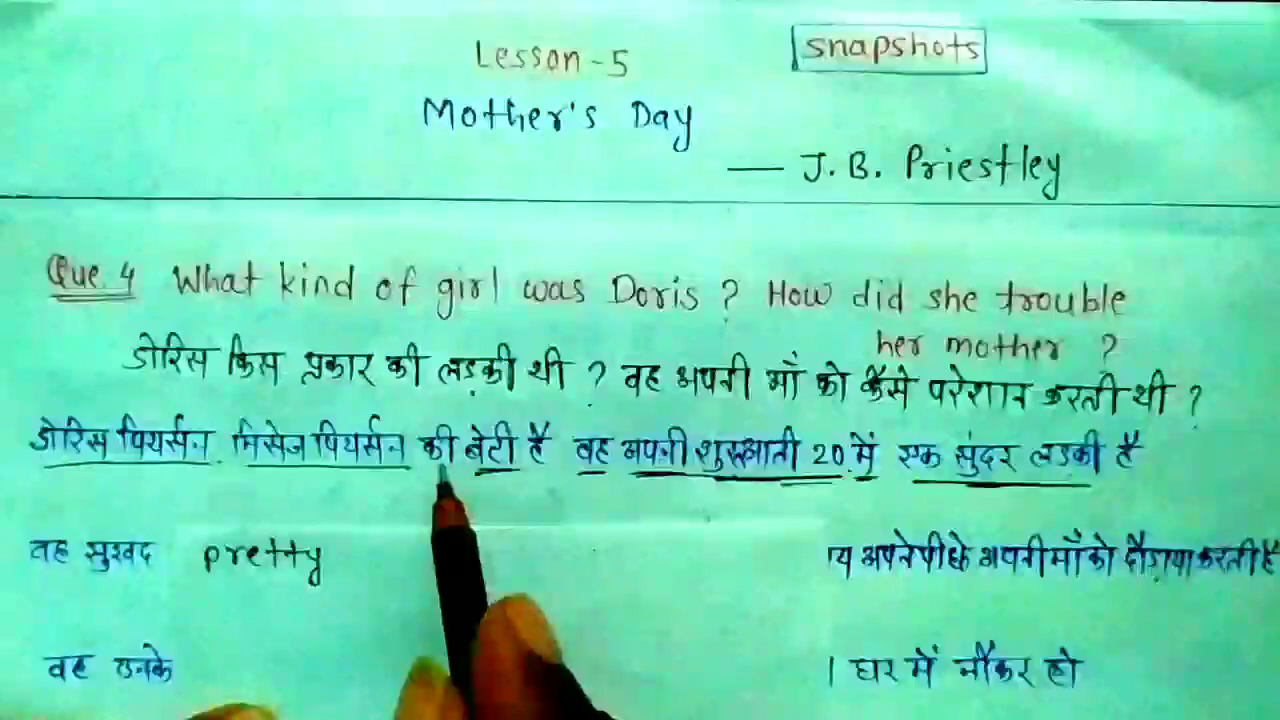 Lesson-5
snapshots
Mother's Day
— J. B. Priestley
Que. 4 What kind of girl was Doris? How did she trouble
her mother ?
डोरिस किस प्रकार की लड़की थी ? वह अपनी माँ को कैसे परेशान करती थी ?
डोरिस पियर्सन मिसेज पियर्सन की बेटी है वह अपनी शुरुआती 20 में एक सुंदर लडकी है
वह सुखद pretty
अपने पीछे अपनी माँ को दौड़ाया करती है
वह उनके
। घर में नौकर हो